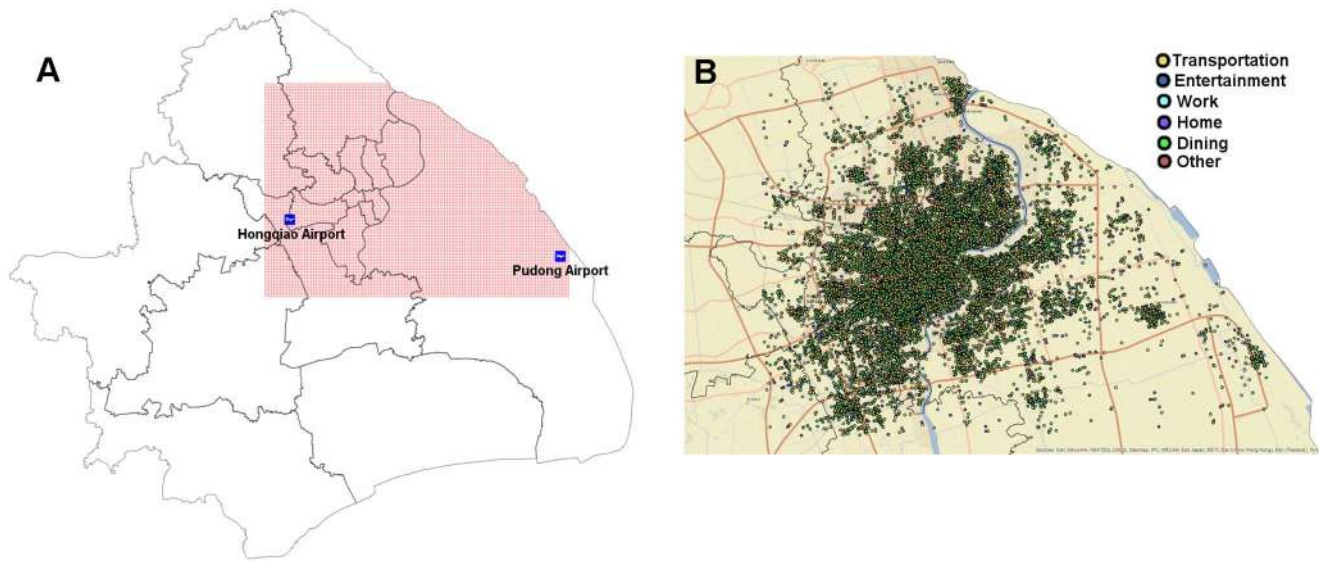 A
Hongqiao Airport
Pudong Airport
B
Transportation
Entertainment
Work
Home
Dining
Other